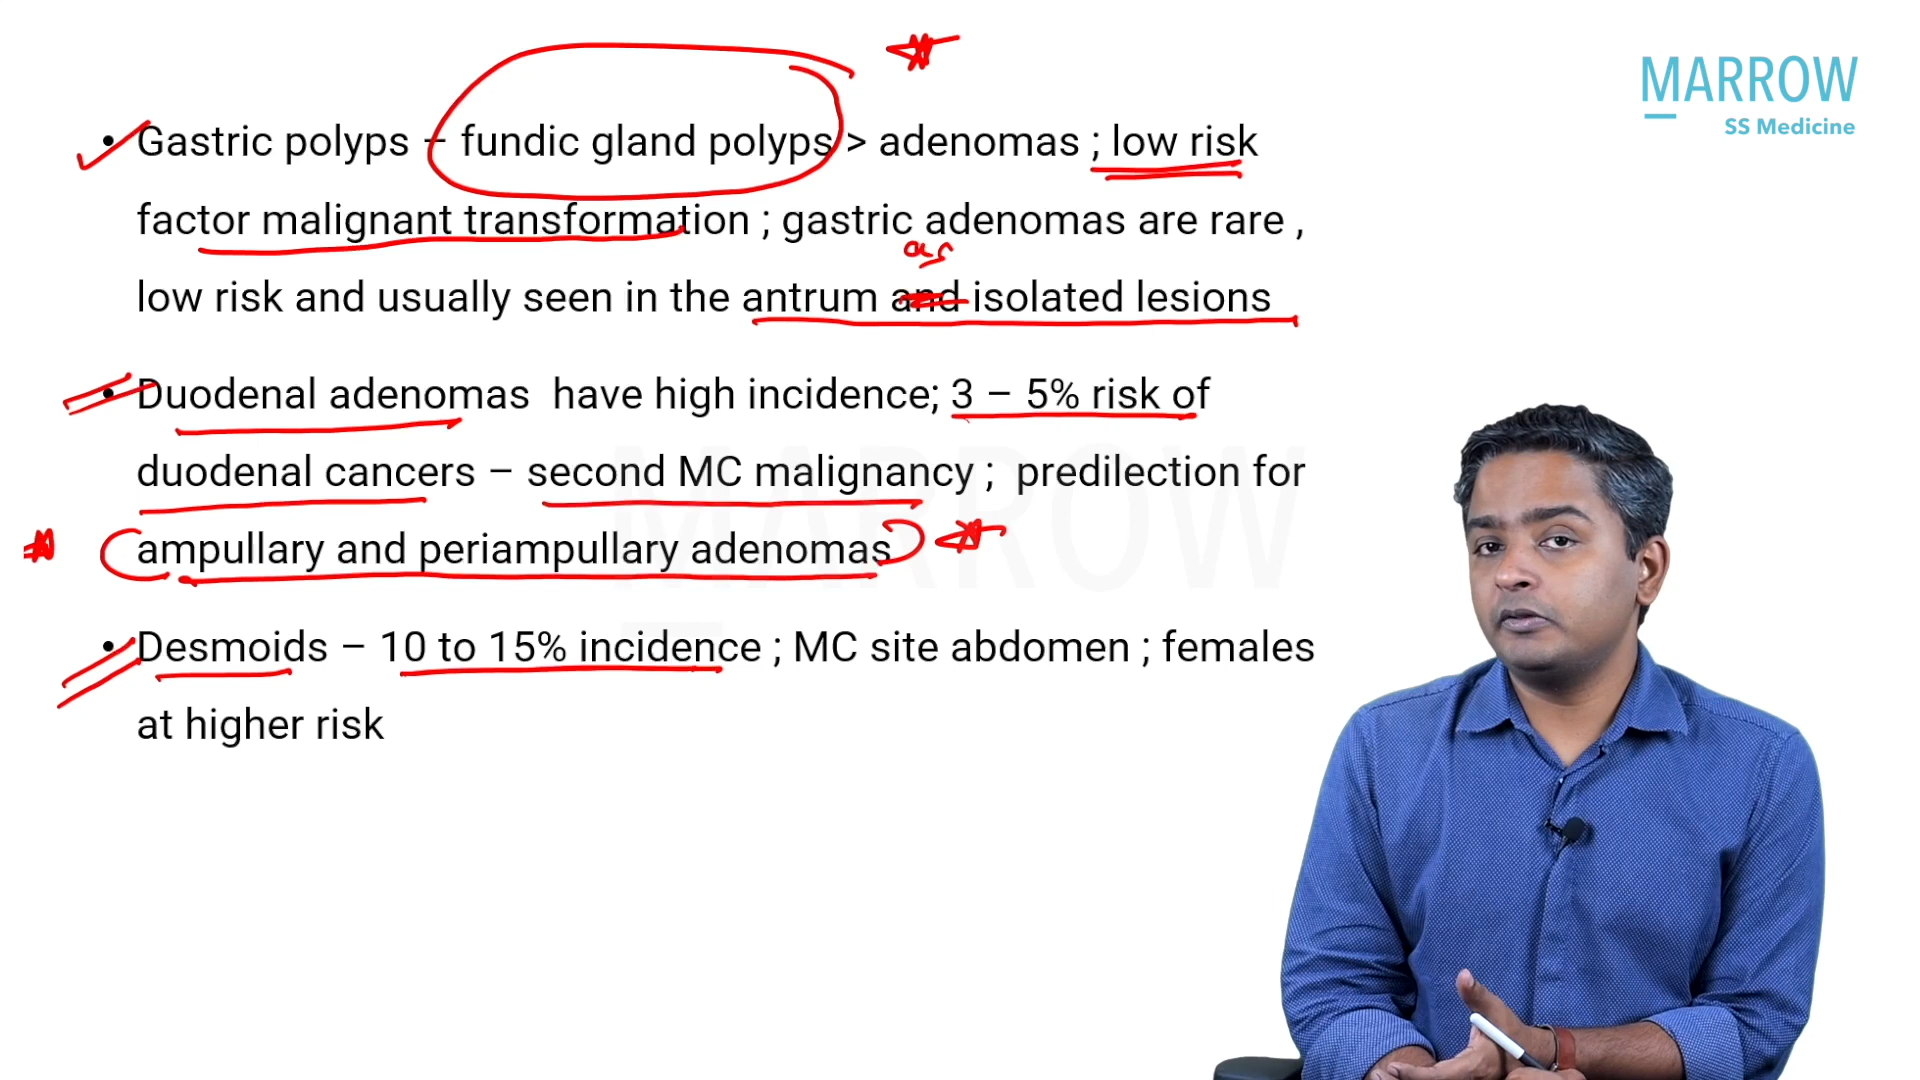 MARROW
SS Medicine
• Gastric polyps – fundic gland polyps > adenomas ; low risk
factor malignant transformation ; gastric adenomas are rare ,
as
low risk and usually seen in the antrum and isolated lesions
• Duodenal adenomas have high incidence; 3 – 5% risk of
duodenal cancers – second MC malignancy ; predilection for
ampullary and periampullary adenomas
• Desmoids – 10 to 15% incidence ; MC site abdomen ; females
at higher risk
MARROW